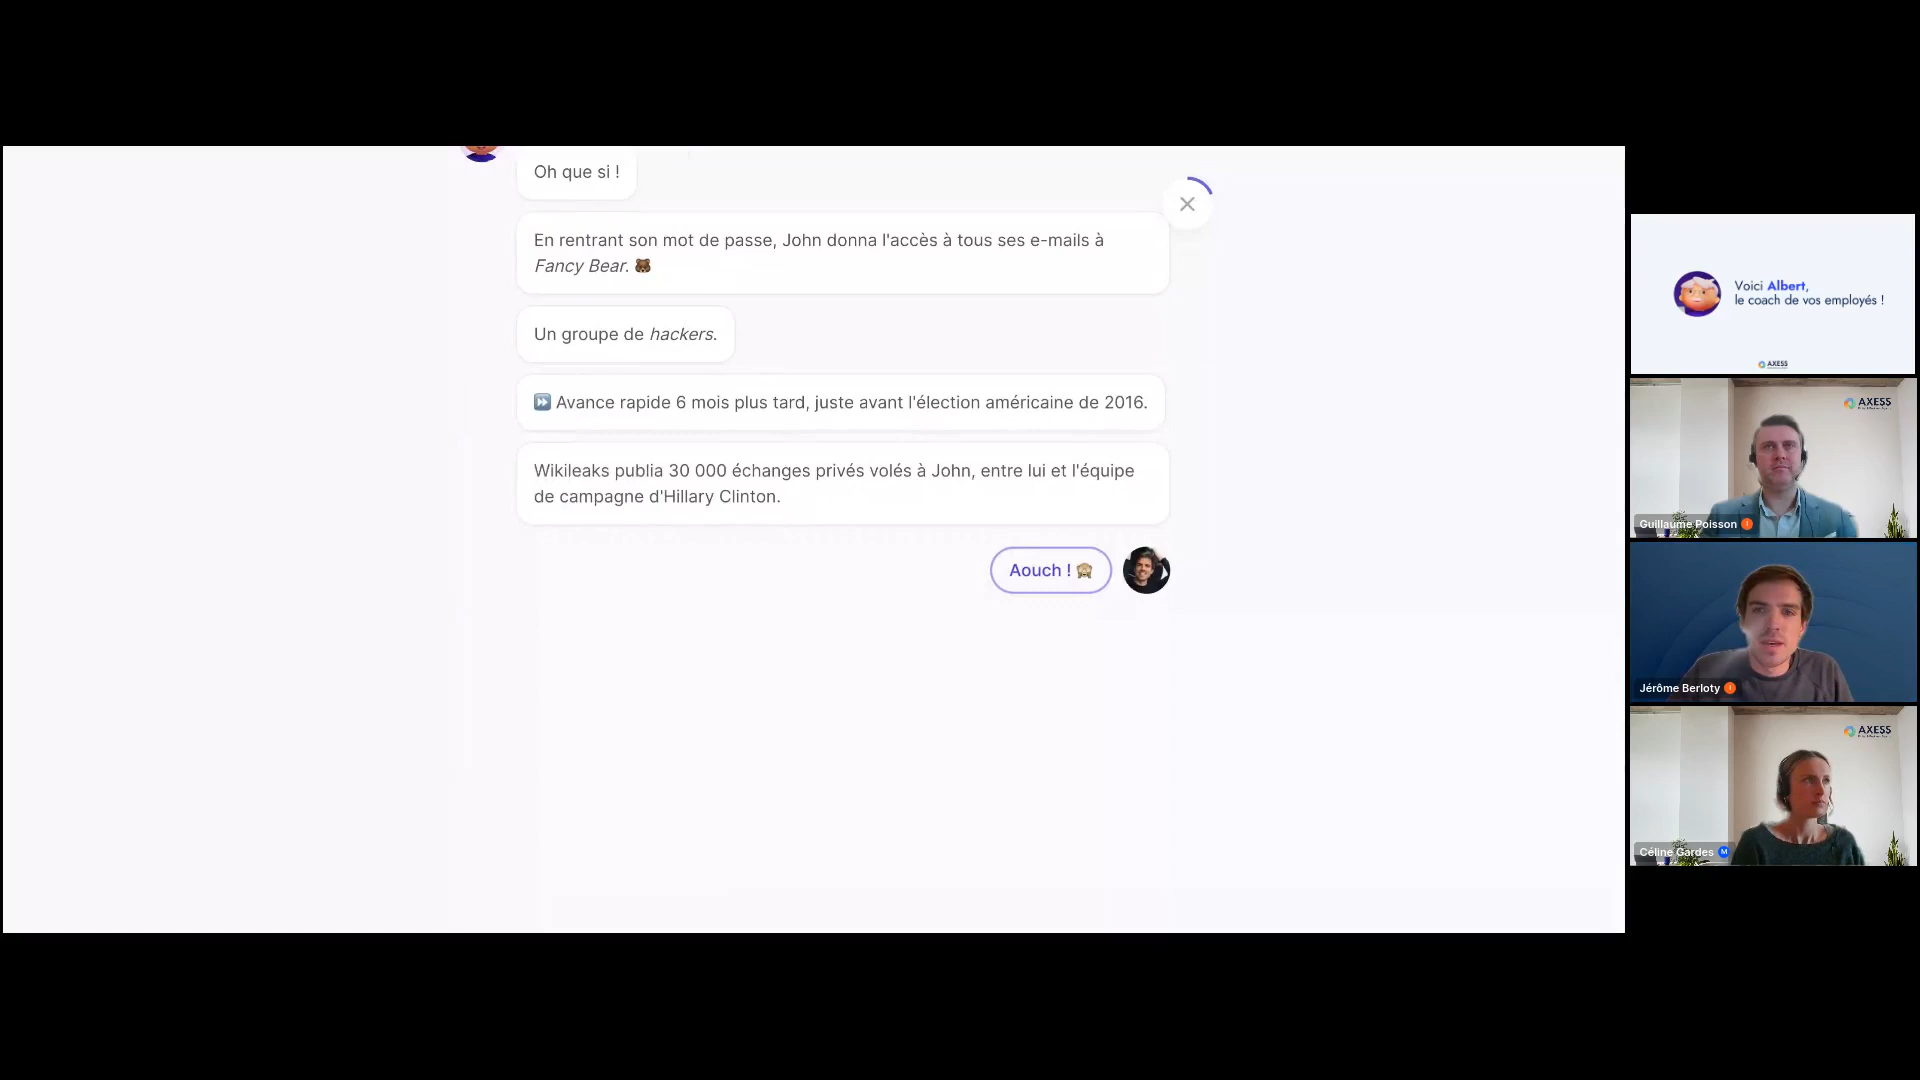 Oh que si !
En rentrant son mot de passe, John donna l'accès à tous ses e-mails à
Fancy Bear. 🐻
Un groupe de hackers.
⏩ Avance rapide 6 mois plus tard, juste avant l'élection américaine de 2016.
Wikileaks publia 30 000 échanges privés volés à John, entre lui et l'équipe
de campagne d'Hillary Clinton.
Aouch ! 🙈
Voici Albert,
le coach de vos employés !
AXESS
AXESS
Guillaume Poisson
Jérôme Berloty
AXESS
Céline Gardes M